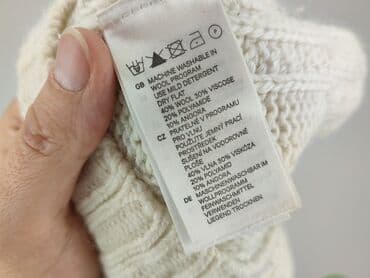 GB MACHINE WASHABLE IN
WOOL PROGRAM
USE MILD DETERGENT
DRY FLAT
40% WOOL 30% VISCOSE
20% POLYAMIDE
10% ANGORA
CZ PRATELNÉ V PROGRAMU
PRO VLNU
POUŽIJTE JEMNÝ PRACÍ
PROSTŘEDEK
SUŠENÍ NA VODOROVNÉ
PLOŠE
40% VLNA 30% VISKÓZA
20% POLYAMID
10% ANGORA
DE MASCHINENWASCHBAR IM
WOLLPROGRAMM
FEINWASCHMITTEL
VERWENDEN
LIEGEND TROCKNEN